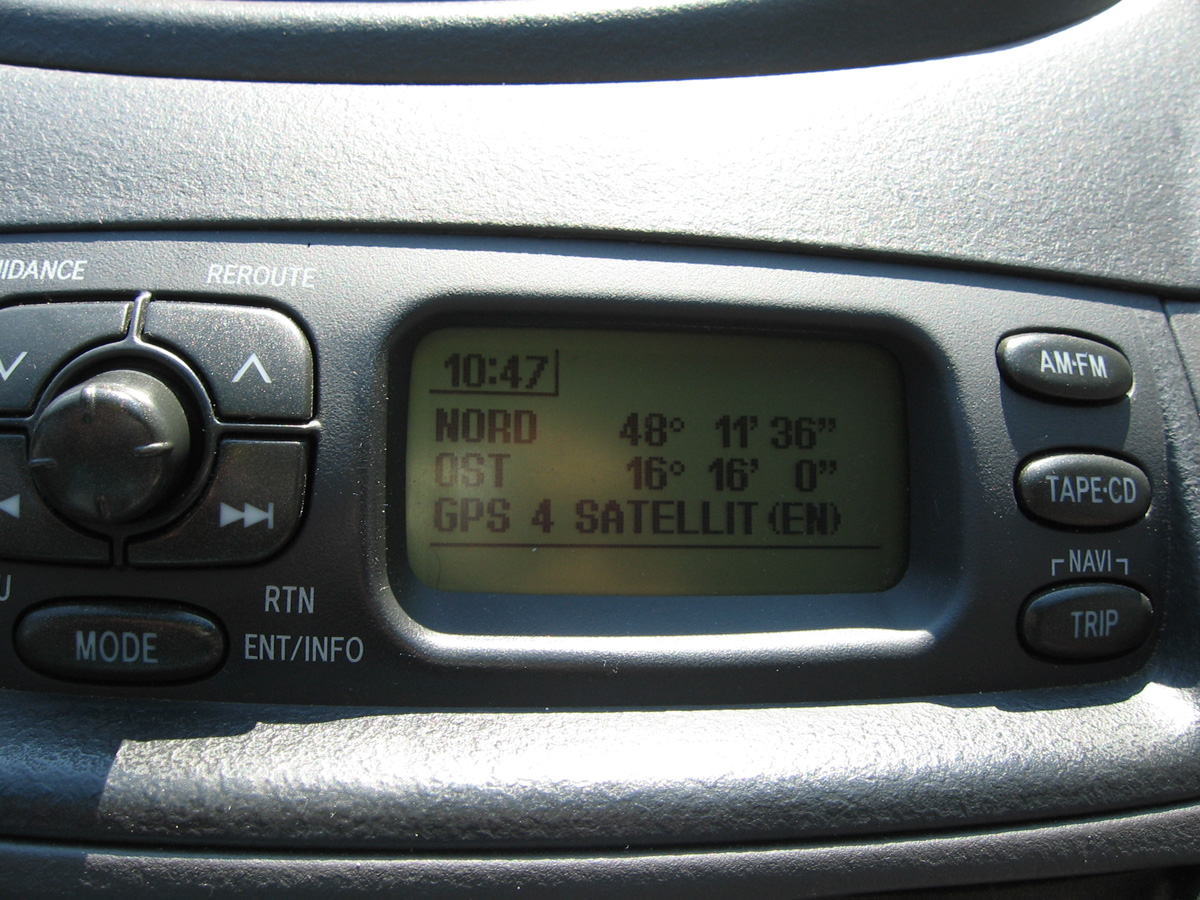 REROUTE
10:47
NORD 48° 11' 36"
OST 16° 16' 0"
GPS 4 SATELLIT(EN)
AM·FM
TAPE·CD
NAVI
TRIP
RTN
MODE
ENT/INFO